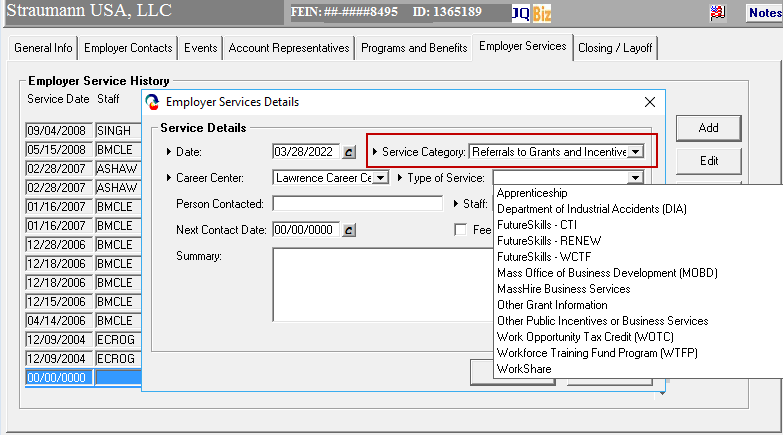 Straumann USA, LLC
FEIN: ##-####8495 ID: 1365189
JQ Biz
Notes
General Info
Employer Contacts
Events
Account Representatives
Programs and Benefits
Employer Services
Closing / Layoff
Employer Service History
Service Date Staff
09/04/2008 SINGH
05/15/2008 BMCLE
02/28/2007 ASHAW
02/28/2007 ASHAW
01/16/2007 BMCLE
01/16/2007 BMCLE
12/28/2006 BMCLE
12/18/2006 BMCLE
12/18/2006 BMCLE
12/15/2006 BMCLE
04/14/2006 BMCLE
12/09/2004 ECROG
12/09/2004 ECROG
00/00/0000
Add
Edit
Employer Services Details
Service Details
Date: 03/28/2022 C
Service Category: Referrals to Grants and Incentive
Career Center: Lawrence Career Ce
Type of Service:
Person Contacted:
Staff:
Next Contact Date: 00/00/0000 C
Fee
Summary:
Apprenticeship
Department of Industrial Accidents (DIA)
FutureSkills - CTI
FutureSkills - RENEW
FutureSkills - WCTF
Mass Office of Business Development (MOBD)
MassHire Business Services
Other Grant Information
Other Public Incentives or Business Services
Work Opportunity Tax Credit (WOTC)
Workforce Training Fund Program (WTFP)
WorkShare